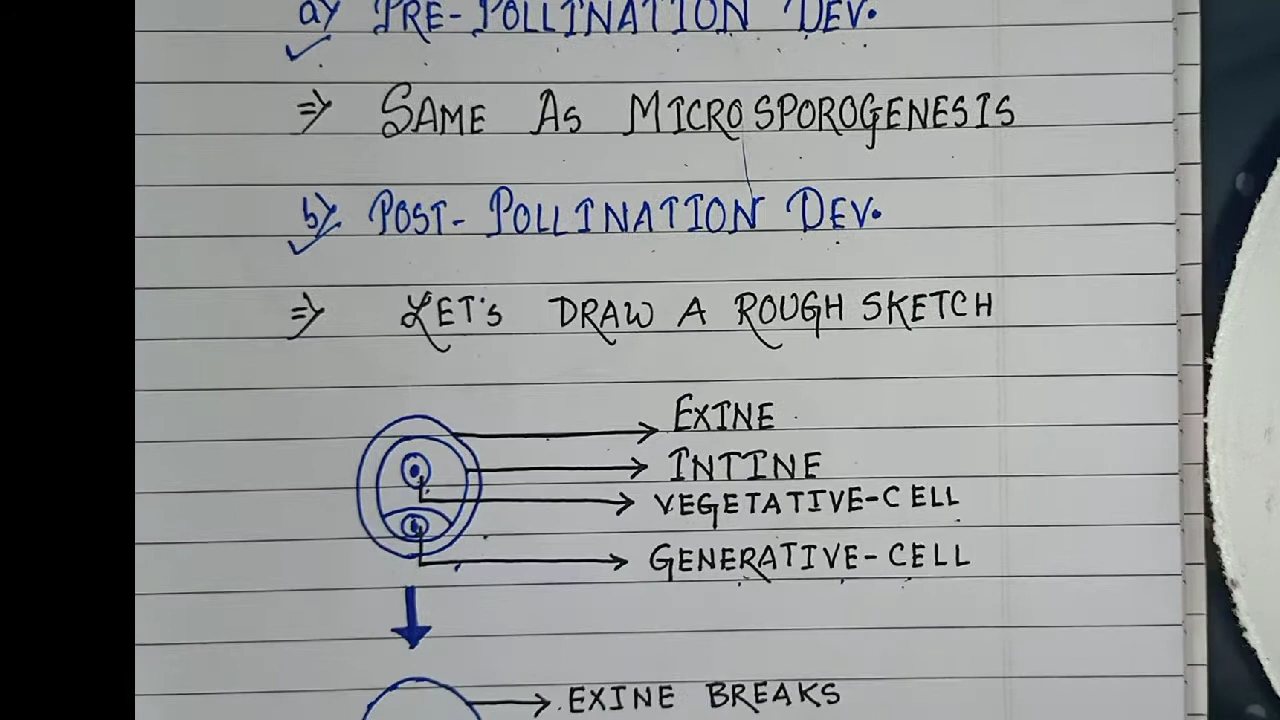 a) PRE-POLLINATION DEV.
⇒ SAME AS MICROSPOROGENESIS
b) POST-POLLINATION DEV.
⇒ LET'S DRAW A ROUGH SKETCH
EXINE
INTINE
VEGETATIVE-CELL
GENERATIVE-CELL
EXINE BREAKS